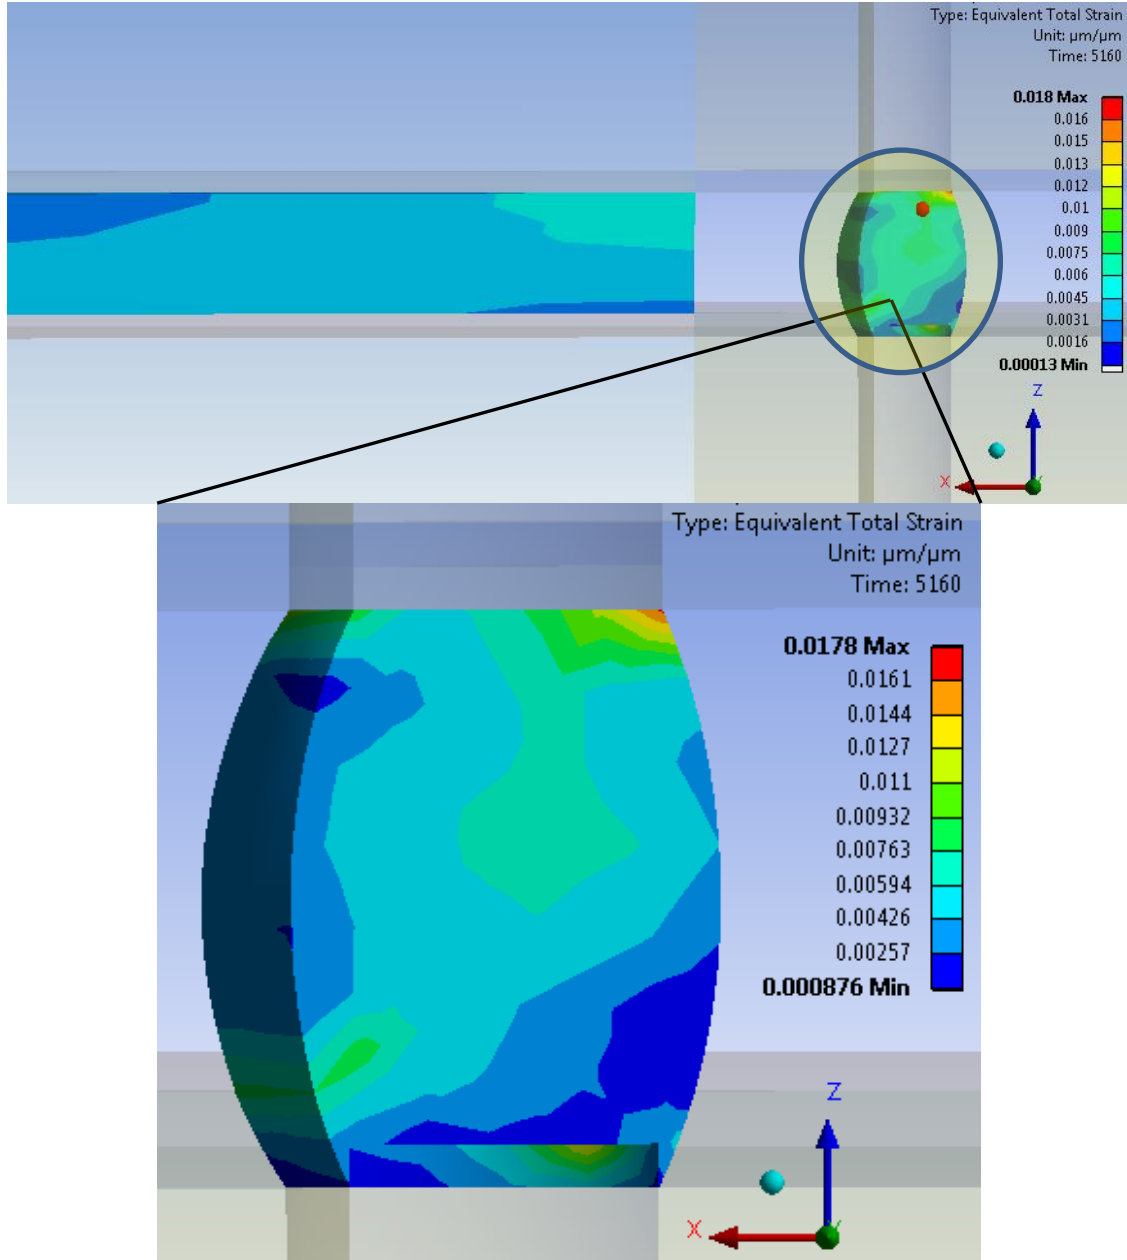 Type: Equivalent Total Strain
Unit: µm/µm
Time: 5160
0.018 Max
0.016
0.015
0.013
0.012
0.01
0.009
0.0075
0.006
0.0045
0.0031
0.0016
0.00013 Min
Z
X
Type: Equivalent Total Strain
Unit: µm/µm
Time: 5160
0.0178 Max
0.0161
0.0144
0.0127
0.011
0.00932
0.00763
0.00594
0.00426
0.00257
0.000876 Min
Z
X